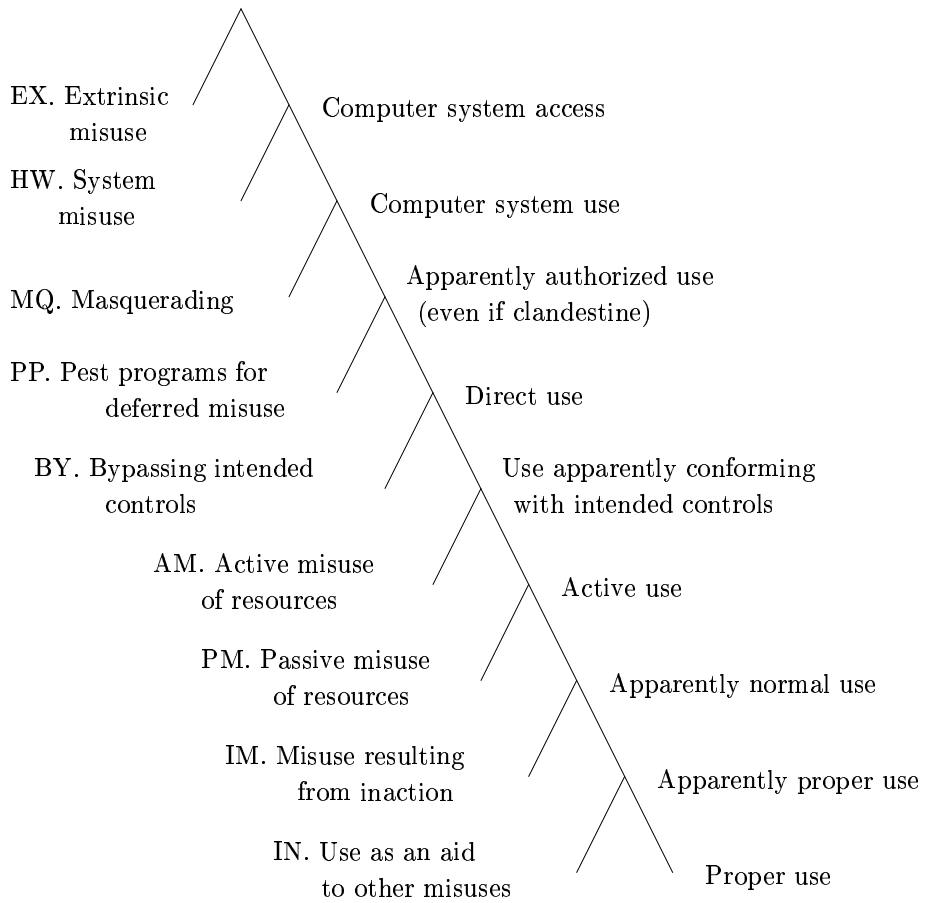 EX. Extrinsic
misuse
Computer system access
HW. System
misuse
Computer system use
MQ. Masquerading
Apparently authorized use
(even if clandestine)
PP. Pest programs for
deferred misuse
Direct use
BY. Bypassing intended
controls
Use apparently conforming
with intended controls
AM. Active misuse
of resources
Active use
PM. Passive misuse
of resources
Apparently normal use
IM. Misuse resulting
from inaction
Apparently proper use
IN. Use as an aid
to other misuses
Proper use